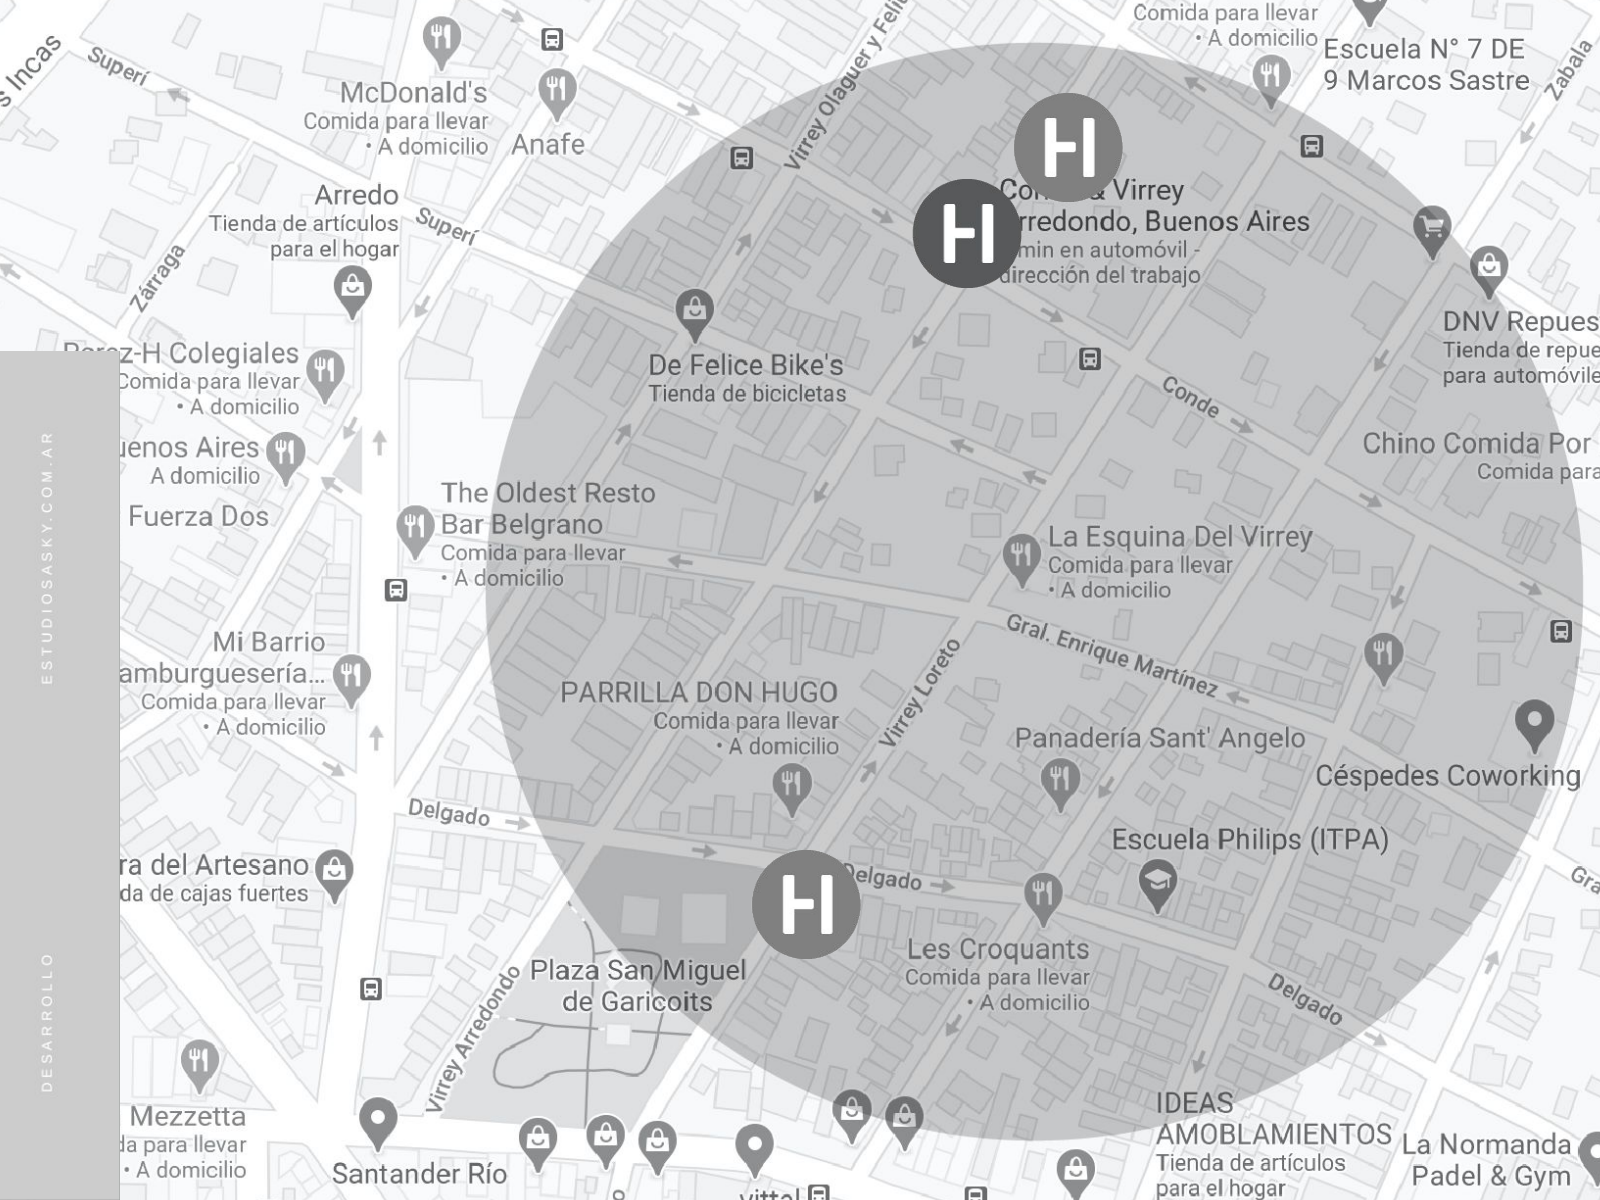 s Incas
Superí
McDonald's
Comida para llevar
• A domicilio
Anafe
Virrey Olaguer y Feliú
Comida para llevar
• A domicilio
Escuela N° 7 DE
9 Marcos Sastre
Zabala
Arredo
Tienda de artículos
para el hogar
Superí
Zárraga
H
H
& Virrey
rredondo, Buenos Aires
min en automóvil -
dirección del trabajo
DNV Repues
Tienda de repue
para automóvile
z-H Colegiales
Comida para llevar
• A domicilio
De Felice Bike's
Tienda de bicicletas
Conde
uenos Aires
A domicilio
Fuerza Dos
Chino Comida Por
Comida para
The Oldest Resto
Bar Belgrano
Comida para llevar
• A domicilio
La Esquina Del Virrey
Comida para llevar
• A domicilio
ESTUDIOSASKY.COM.AR
Mi Barrio
amburguesería...
Comida para llevar
• A domicilio
Gral. Enrique Martínez
Virrey Loreto
PARRILLA DON HUGO
Comida para llevar
• A domicilio
Panadería Sant' Angelo
Céspedes Coworking
Delgado
Escuela Philips (ITPA)
ra del Artesano
da de cajas fuertes
H
Delgado
Gra
Les Croquants
Comida para llevar
• A domicilio
Plaza San Miguel
de Garicoits
Virrey Arredondo
Delgado
DESARROLLO
Mezzetta
da para llevar
• A domicilio
Santander Río
IDEAS
AMOBLAMIENTOS
Tienda de artículos
para el hogar
La Normanda
Padel & Gym
vittal